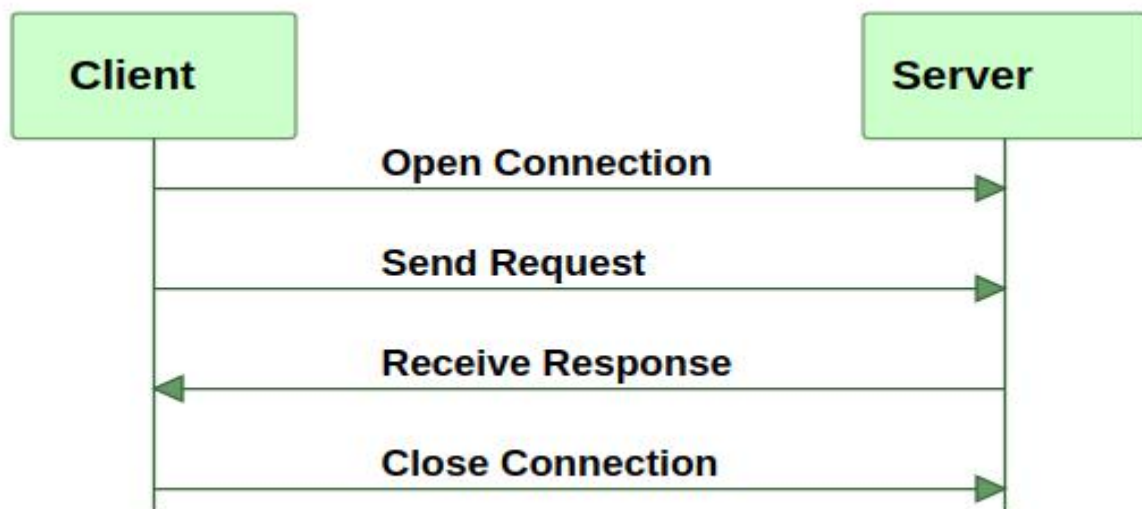 Client
Server
Open Connection
Send Request
Receive Response
Close Connection